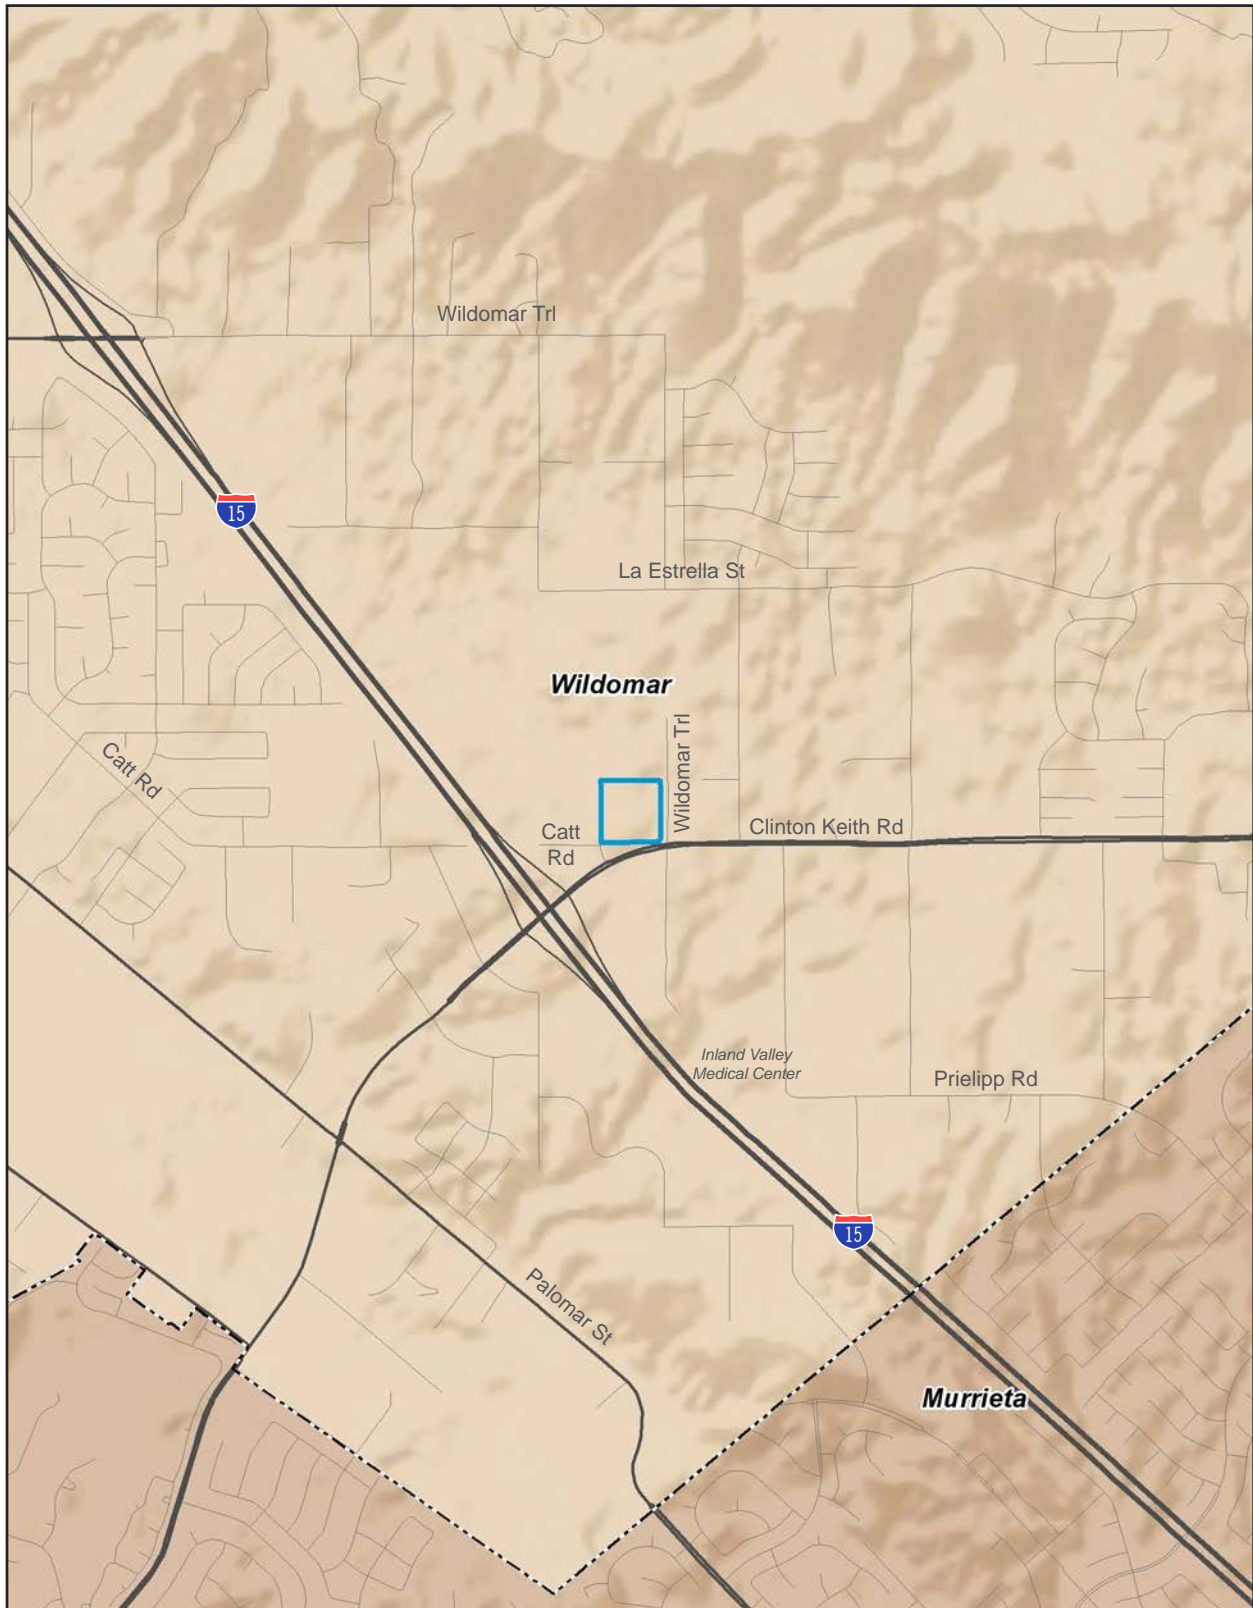 Wildomar Trl
15
La Estrella St
Wildomar
Wildomar Trl
Catt Rd
Catt
Rd
Clinton Keith Rd
Inland Valley
Medical Center
Prielipp Rd
15
Palomar St
Murrieta